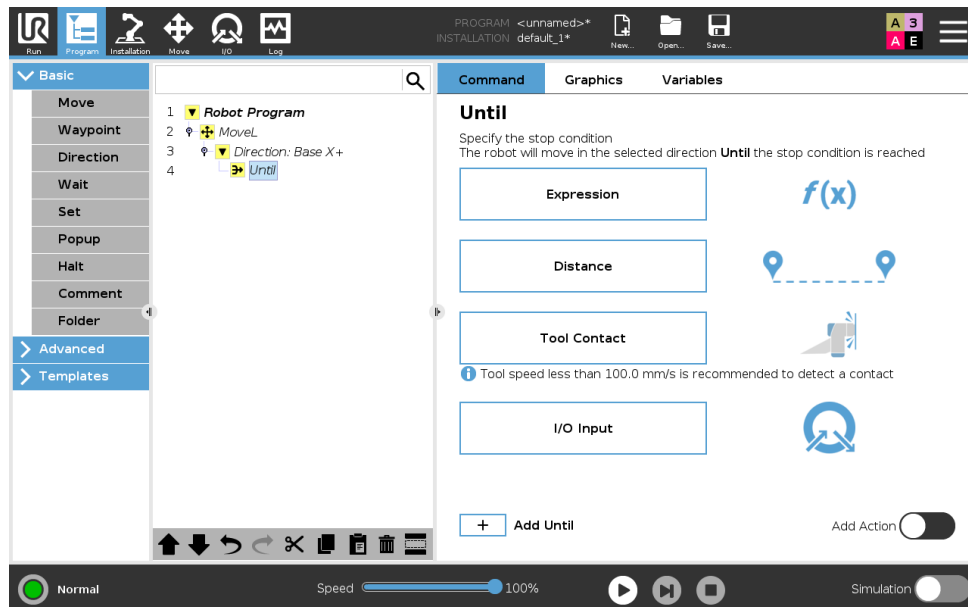 PROGRAM <unnamed>*
INSTALLATION default_1*
UR
Run
Program
Installation
Move
I/O
Log
New...
Open...
Save...
A 3
A E
Basic
Move
Waypoint
Direction
Wait
Set
Popup
Halt
Comment
Folder
Advanced
Templates
1 Robot Program
2 MoveL
3 Direction: Base X+
4 Until
Command Graphics Variables
Until
Specify the stop condition
The robot will move in the selected direction Until the stop condition is reached
Expression
f(x)
Distance
Tool Contact
Tool speed less than 100.0 mm/s is recommended to detect a contact
I/O Input
+ Add Until
Add Action
Normal
Speed 100%
Simulation